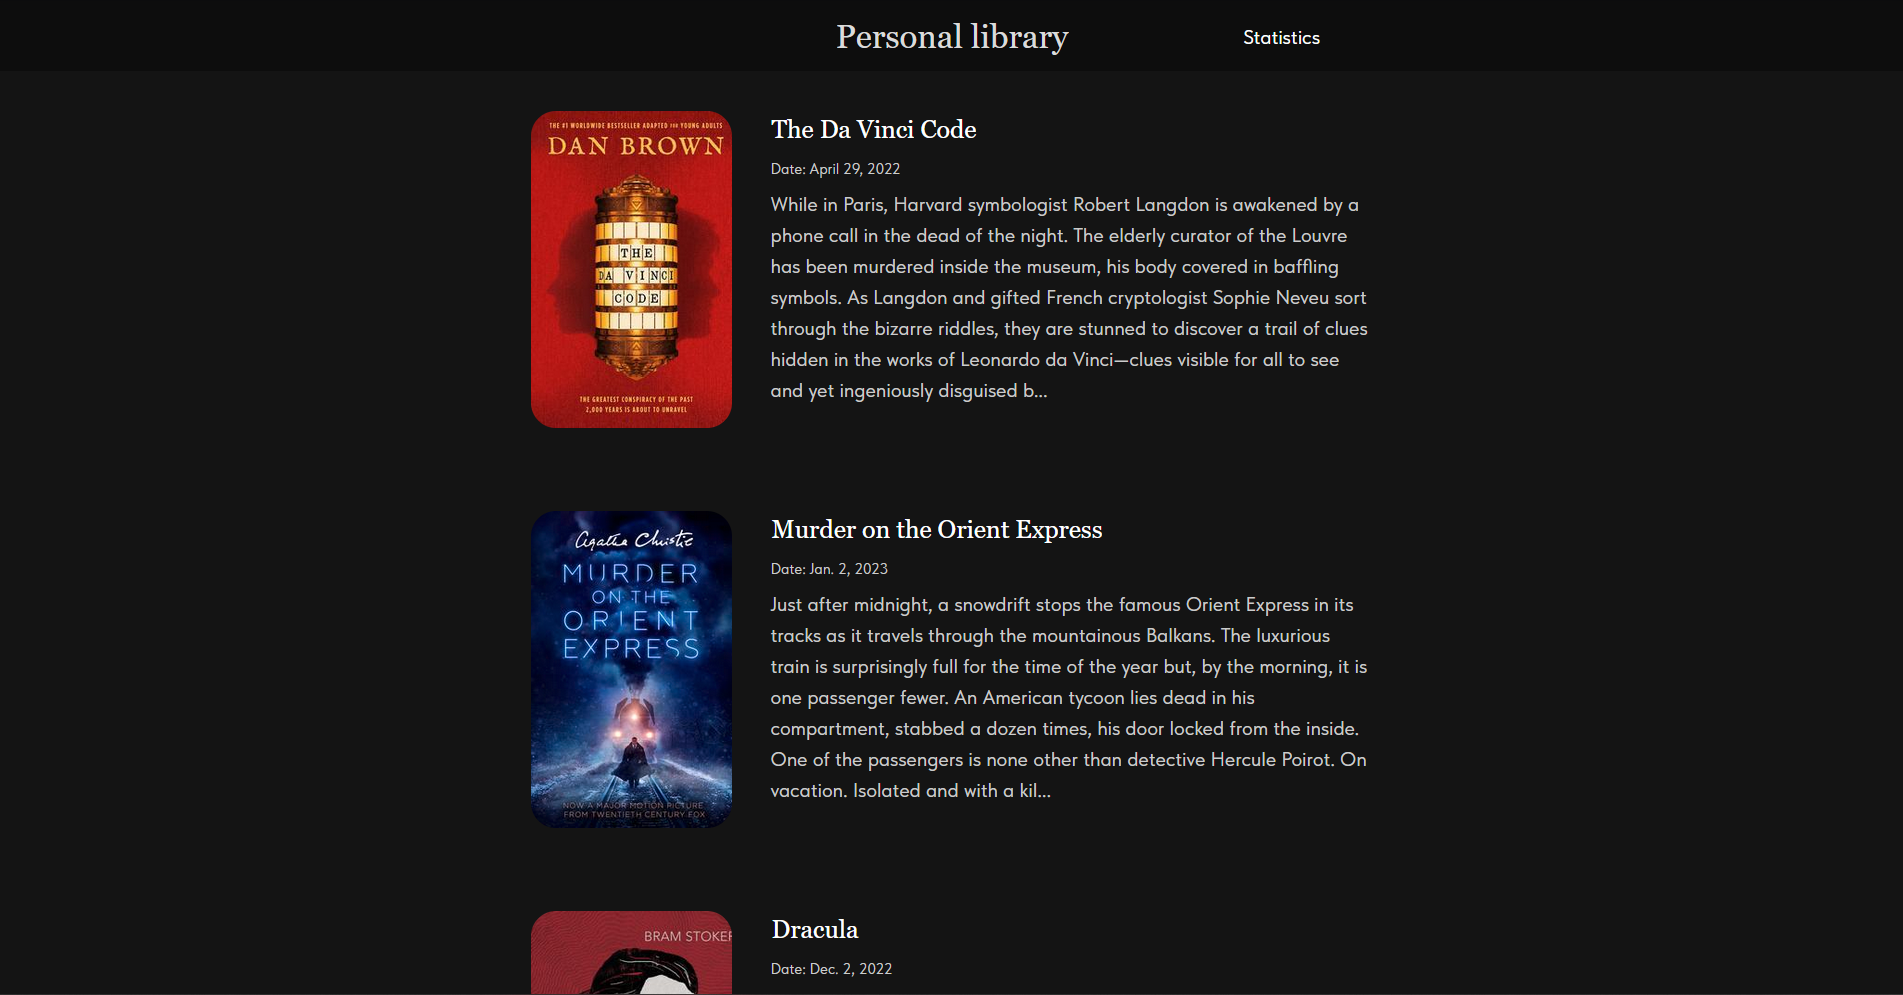 Personal library
Statistics
THE #1 WORLDWIDE BESTSELLER ADAPTED FOR YOUNG ADULTS
DAN BROWN
THE
DA VINCI
CODE
THE GREATEST CONSPIRACY OF THE PAST
2,000 YEARS IS ABOUT TO UNRAVEL
The Da Vinci Code
Date: April 29, 2022
While in Paris, Harvard symbologist Robert Langdon is awakened by a
phone call in the dead of the night. The elderly curator of the Louvre
has been murdered inside the museum, his body covered in baffling
symbols. As Langdon and gifted French cryptologist Sophie Neveu sort
through the bizarre riddles, they are stunned to discover a trail of clues
hidden in the works of Leonardo da Vinci—clues visible for all to see
and yet ingeniously disguised b...
Agatha Christie
MURDER
ON THE
ORIENT
EXPRESS
NOW A MAJOR MOTION PICTURE
FROM TWENTIETH CENTURY FOX
Murder on the Orient Express
Date: Jan. 2, 2023
Just after midnight, a snowdrift stops the famous Orient Express in its
tracks as it travels through the mountainous Balkans. The luxurious
train is surprisingly full for the time of the year but, by the morning, it is
one passenger fewer. An American tycoon lies dead in his
compartment, stabbed a dozen times, his door locked from the inside.
One of the passengers is none other than detective Hercule Poirot. On
vacation. Isolated and with a kil...
BRAM STOKER
Dracula
Date: Dec. 2, 2022